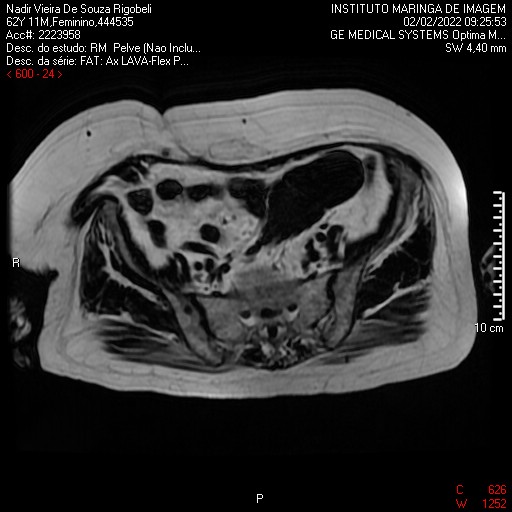 Nadir Vieira De Souza Rigobeli
62Y 11M,Feminino,444535
Acc#: 2223958
Desc. do estudo: RM Pelve (Nao Inclu...
Desc. da série: FAT: Ax LAVA-Flex P...
< 600 - 24 >
INSTITUTO MARINGA DE IMAGEM
02/02/2022 09:25:53
GE MEDICAL SYSTEMS Optima M...
SW 4,40 mm
R
10 cm
P
C 626
W 1252